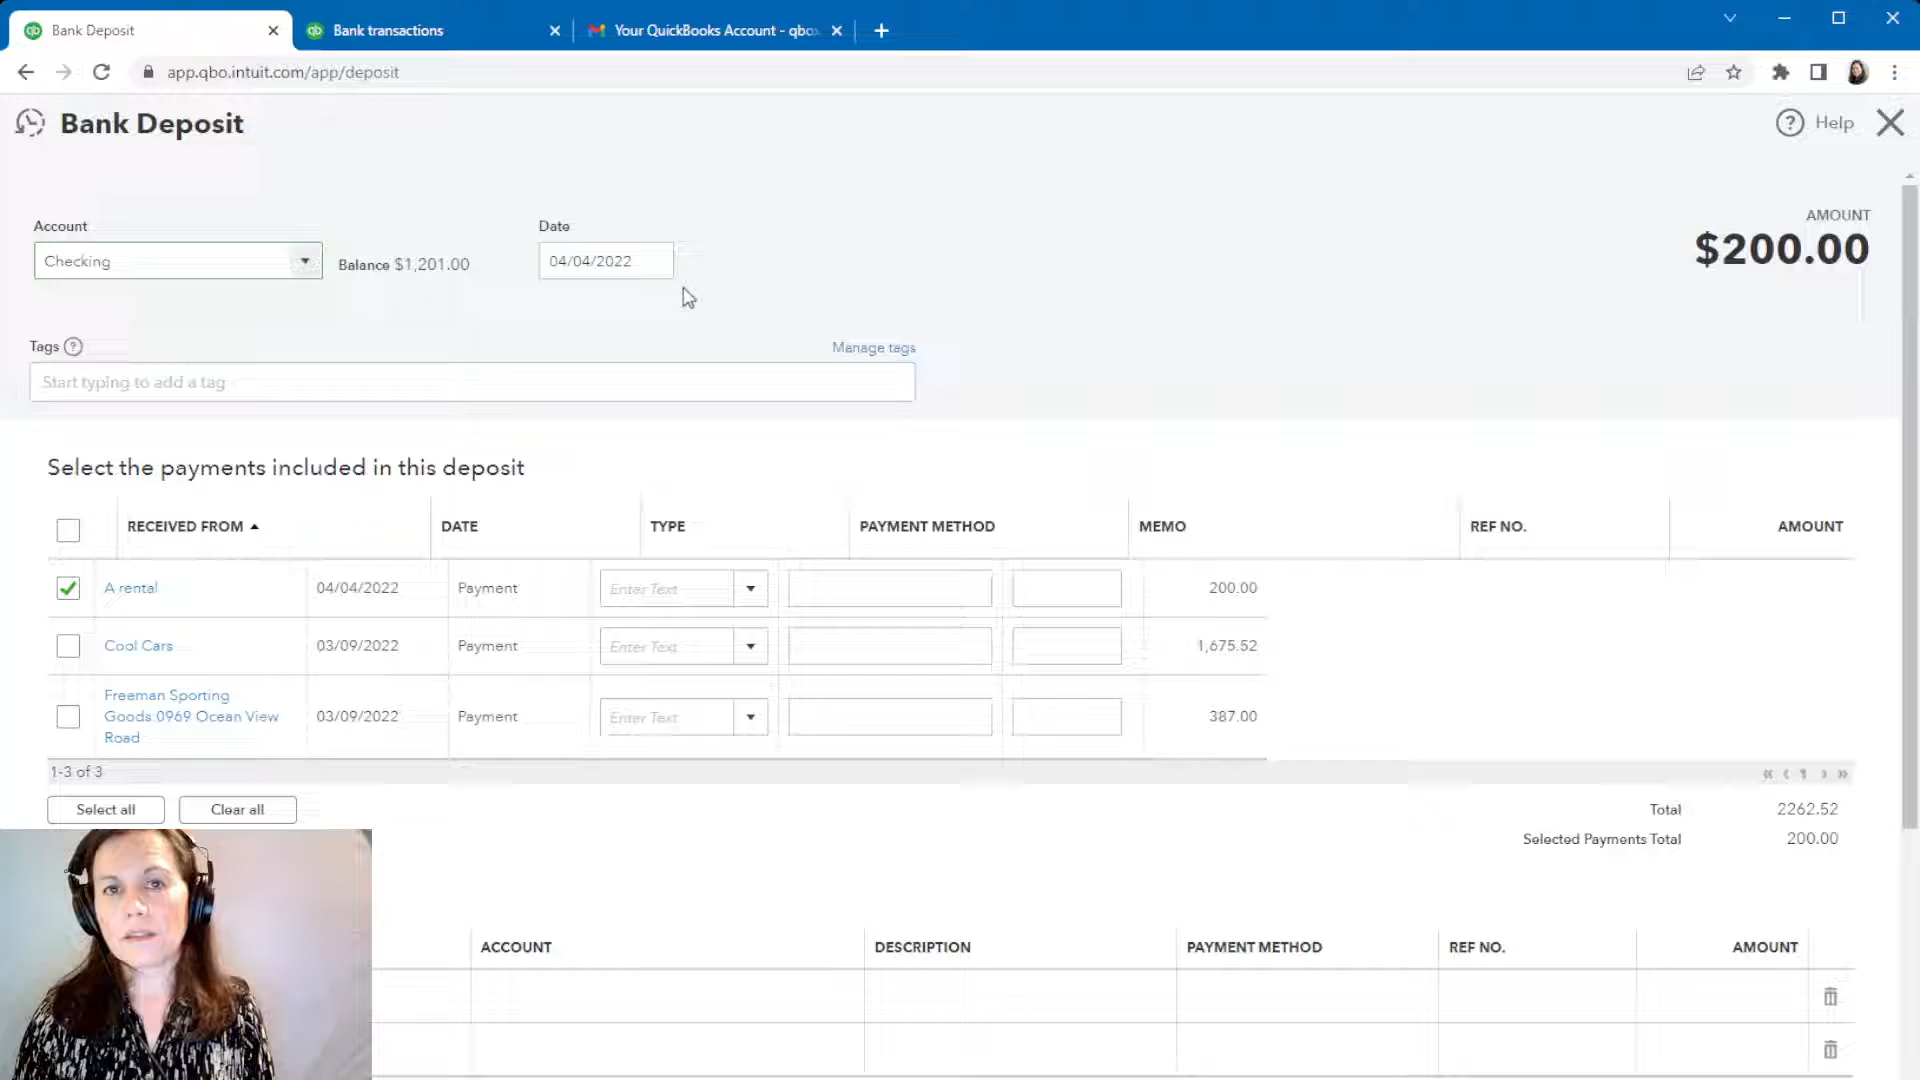 Bank Deposit
Bank transactions
Your QuickBooks Account - qbo
app.qbo.intuit.com/app/deposit
Bank Deposit
Help
Account
Date
AMOUNT
Checking
Balance $1,201.00
04/04/2022
$200.00
Tags
Manage tags
Start typing to add a tag
Select the payments included in this deposit
RECEIVED FROM DATE TYPE PAYMENT METHOD MEMO REF NO. AMOUNT
A rental 04/04/2022 Payment Enter Text 200.00
Cool Cars 03/09/2022 Payment Enter Text 1,675.52
Freeman Sporting
Goods:0969 Ocean View
Road
03/09/2022 Payment Enter Text 387.00
1-3 of 3
« ‹ 1 › »
Select all
Clear all
Total 2262.52
Selected Payments Total 200.00
ACCOUNT DESCRIPTION PAYMENT METHOD REF NO. AMOUNT